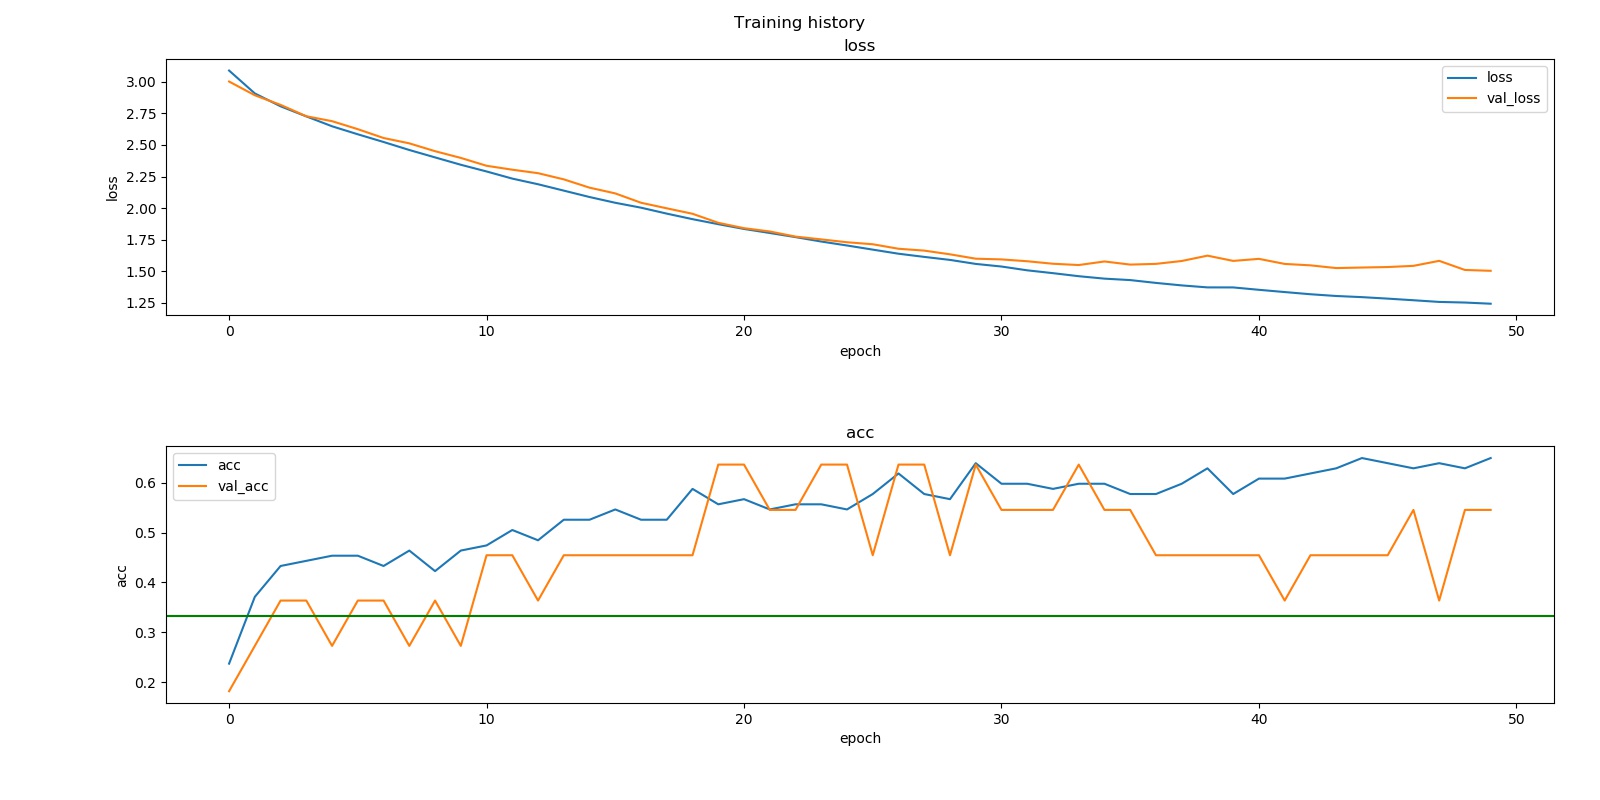 Training history
loss
loss
val_loss
3.00
2.75
2.50
2.25
2.00
1.75
1.50
1.25
loss
0 10 20 30 40 50
epoch
acc
acc
val_acc
0.6
0.5
0.4
0.3
0.2
acc
0 10 20 30 40 50
epoch